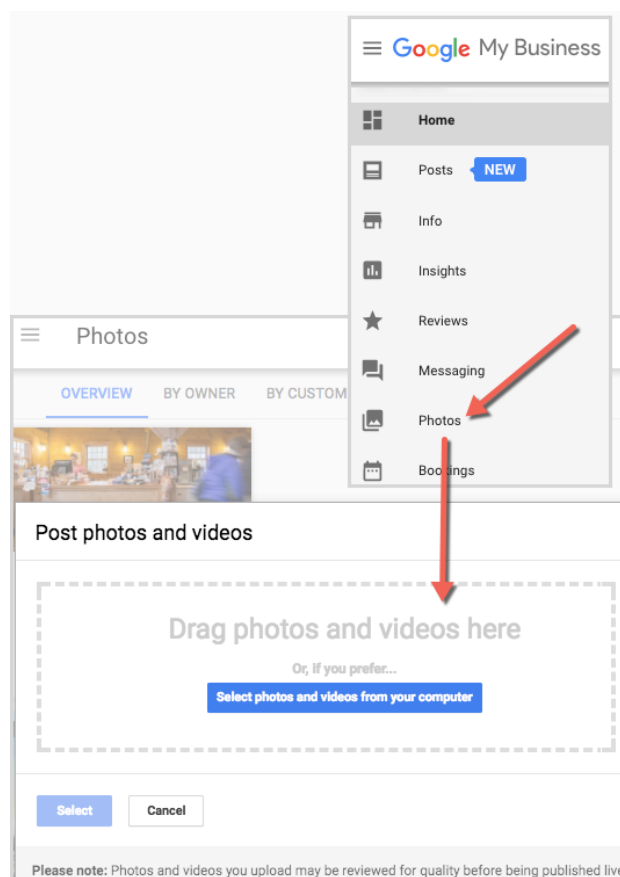 Google My Business
Home
Posts NEW
Info
Insights
Reviews
Messaging
Photos
Bookings
Photos
OVERVIEW BY OWNER BY CUSTOM
Post photos and videos
Drag photos and videos here
Or, if you prefer...
Select photos and videos from your computer
Select Cancel
Please note: Photos and videos you upload may be reviewed for quality before being published live